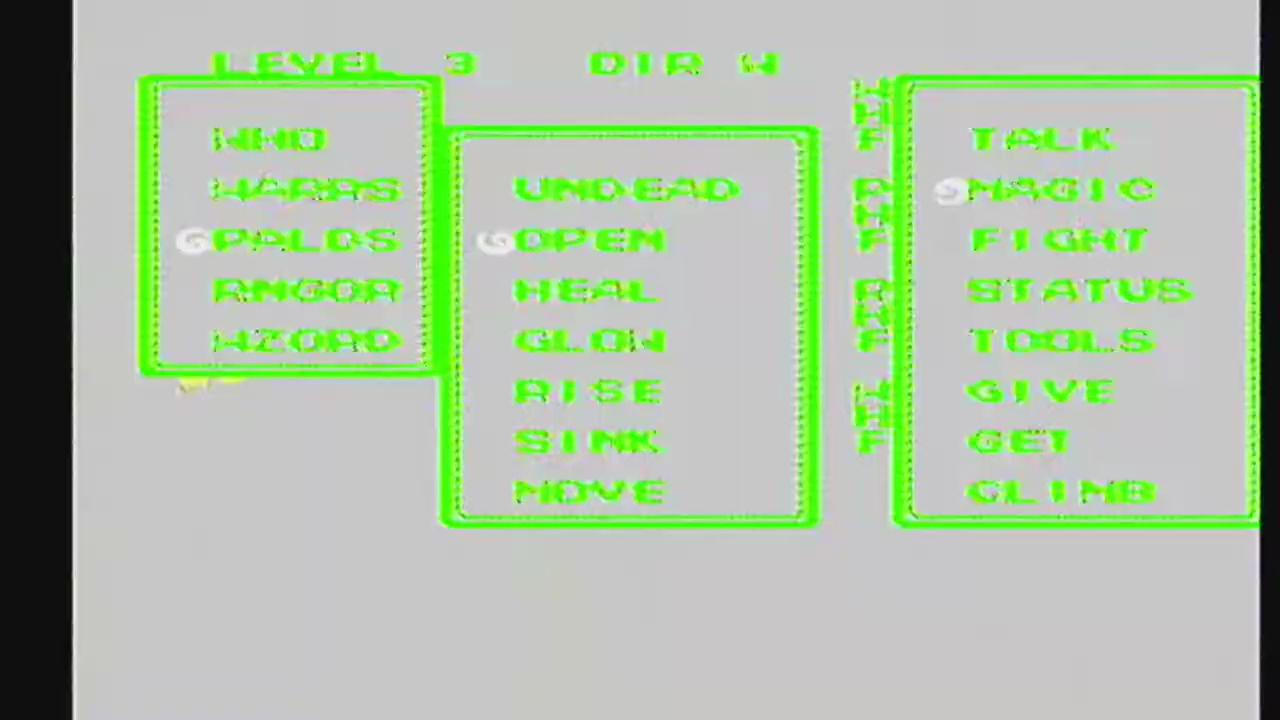 LEVEL 3 DIR W
WHO
WARRS
PALDS
RNGOR
WZORD
UNDEAD
OPEN
HEAL
GLOW
RISE
SINK
MOVE
TALK
MAGIC
FIGHT
STATUS
TOOLS
GIVE
GET
CLIMB